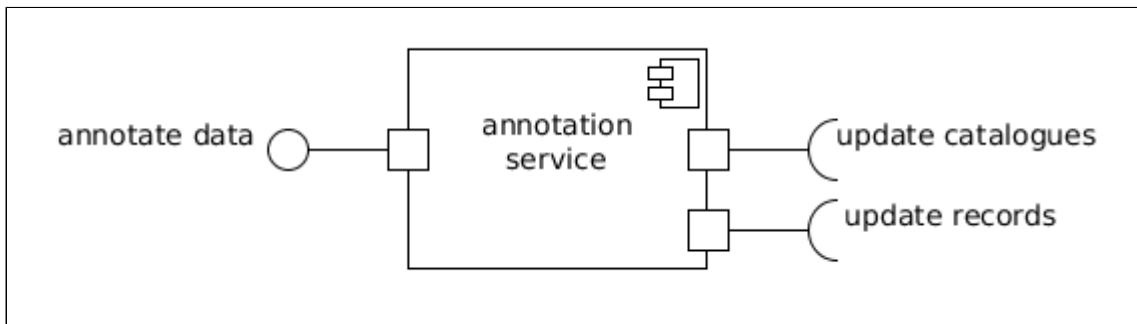 annotate data
annotation
service
update catalogues
update records